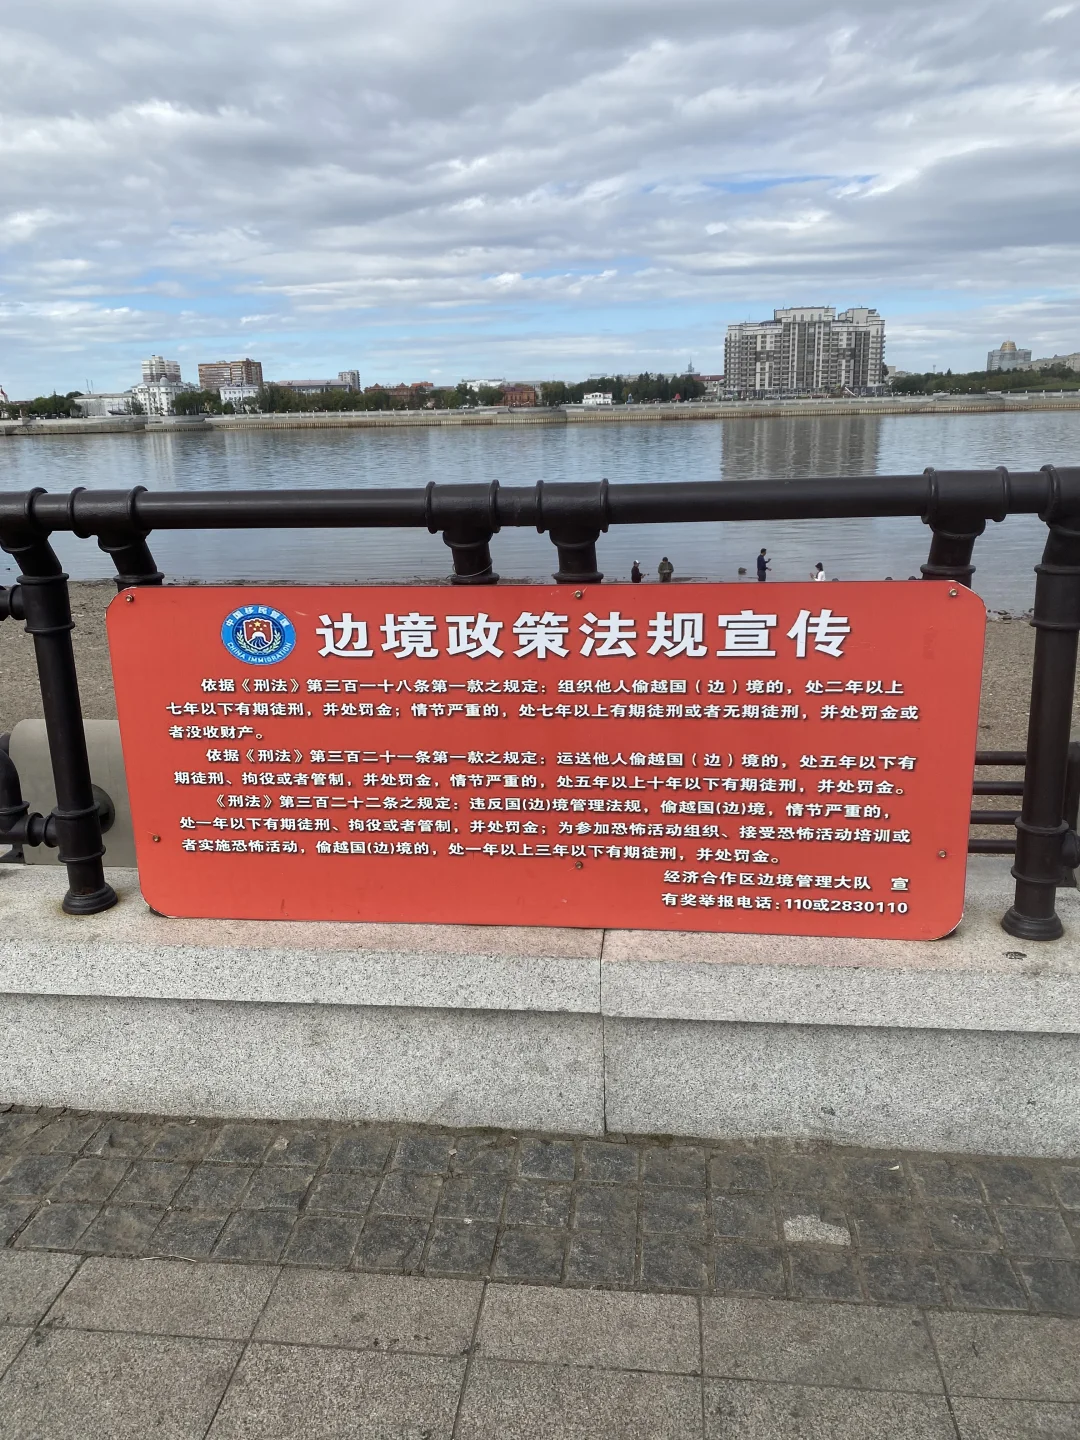 中国移民管理
CHINA IMMIGRATION
边境政策法规宣传
依据《刑法》第三百一十八条第一款之规定：组织他人偷越国（边）境的，处二年以上
七年以下有期徒刑，并处罚金；情节严重的，处七年以上有期徒刑或者无期徒刑，并处罚金或
者没收财产。
依据《刑法》第三百二十一条第一款之规定：运送他人偷越国（边）境的，处五年以下有
期徒刑、拘役或者管制，并处罚金，情节严重的，处五年以上十年以下有期徒刑，并处罚金。
《刑法》第三百二十二条之规定：违反国(边)境管理法规，偷越国(边)境，情节严重的，
处一年以下有期徒刑、拘役或者管制，并处罚金；为参加恐怖活动组织、接受恐怖活动培训或
者实施恐怖活动，偷越国(边)境的，处一年以上三年以下有期徒刑，并处罚金。
经济合作区边境管理大队　宣
有奖举报电话：110或2830110